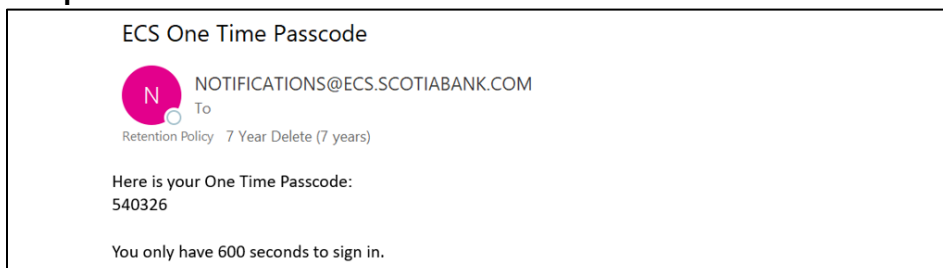 ECS One Time Passcode
N
NOTIFICATIONS@ECS.SCOTIABANK.COM
To
Retention Policy 7 Year Delete (7 years)
Here is your One Time Passcode:
540326
You only have 600 seconds to sign in.